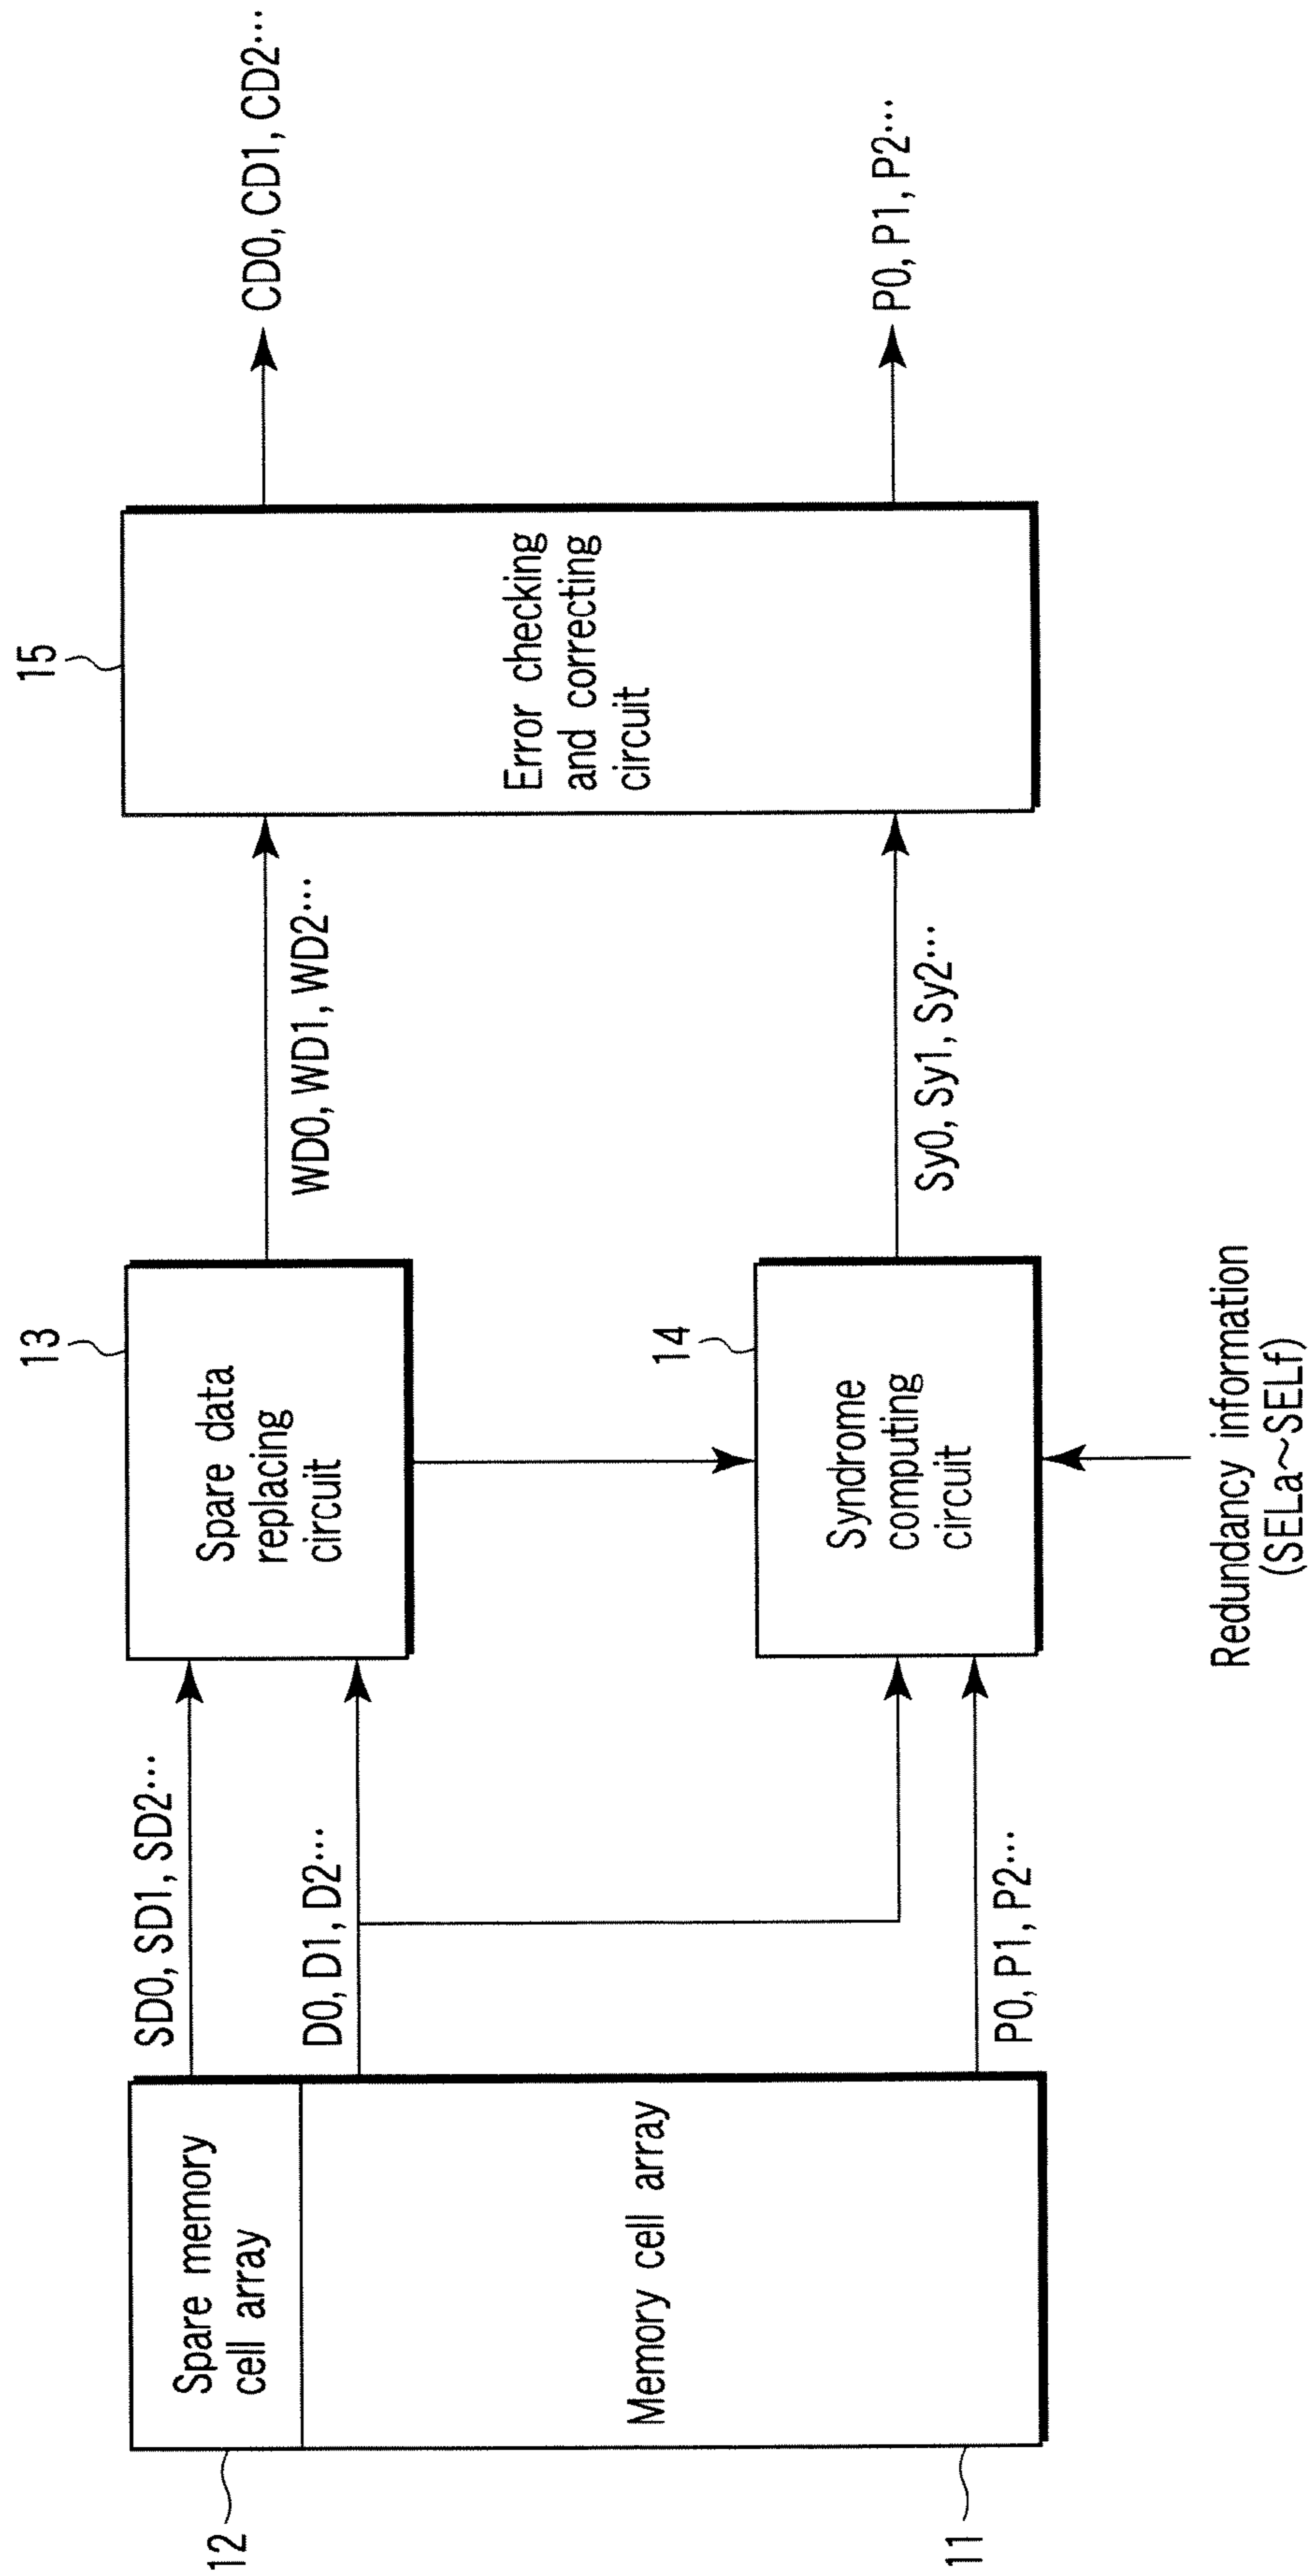 12
Spare memory
cell array
11
Memory cell array
SD0, SD1, SD2···
D0, D1, D2···
P0, P1, P2···
13
Spare data
replacing
circuit
14
Syndrome
computing
circuit
Redundancy information
(SELa~SELf)
WD0, WD1, WD2···
Sy0, Sy1, Sy2···
15
Error checking
and correcting
circuit
CD0, CD1, CD2···
P0, P1, P2···